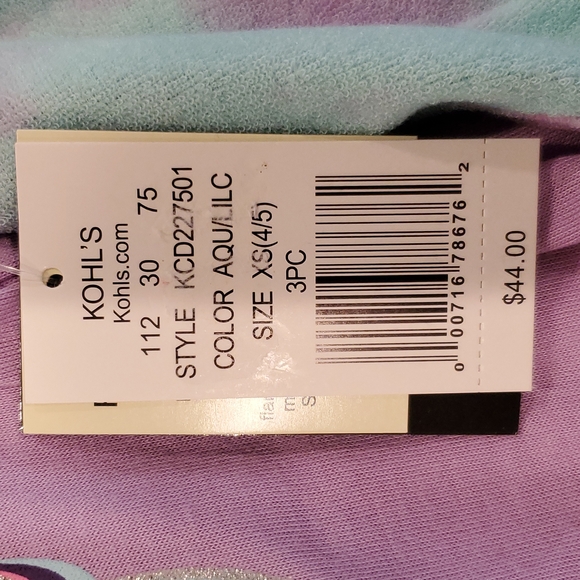 KOHL'S
Kohls.com
112 30 75
STYLE KCD227501
COLOR AQU/LILC
SIZE XS(4/5)
3PC
0 00716 78676 2
$44.00